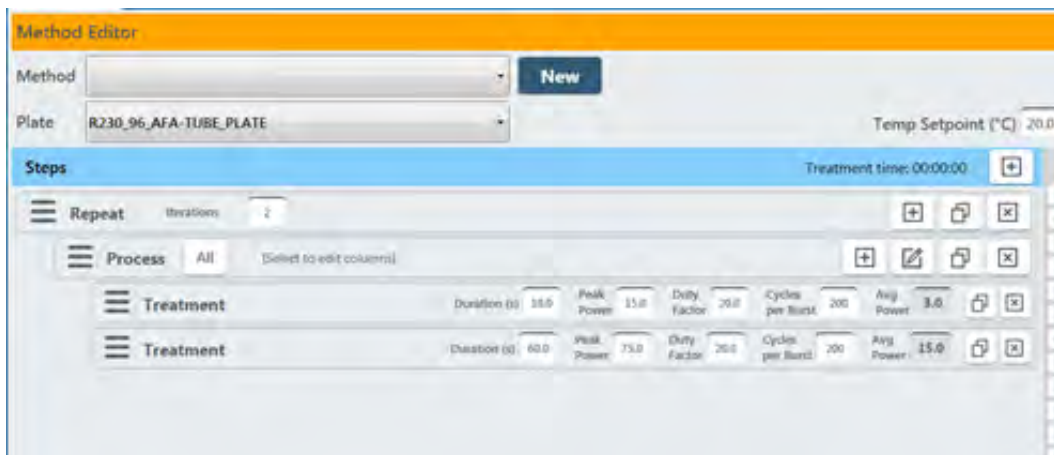 Method Editor
Method New
Plate R230_96_AFA-TUBE_PLATE Temp Setpoint (°C) 20.0
Steps Treatment time: 00:00:00
Repeat Iterations 2
Process All [Select to edit columns]
Treatment Duration (s) 10.0 Peak Power 15.0 Duty Factor 20.0 Cycles per Burst 200 Avg Power 3.0
Treatment Duration (s) 60.0 Peak Power 75.0 Duty Factor 20.0 Cycles per Burst 200 Avg Power 15.0